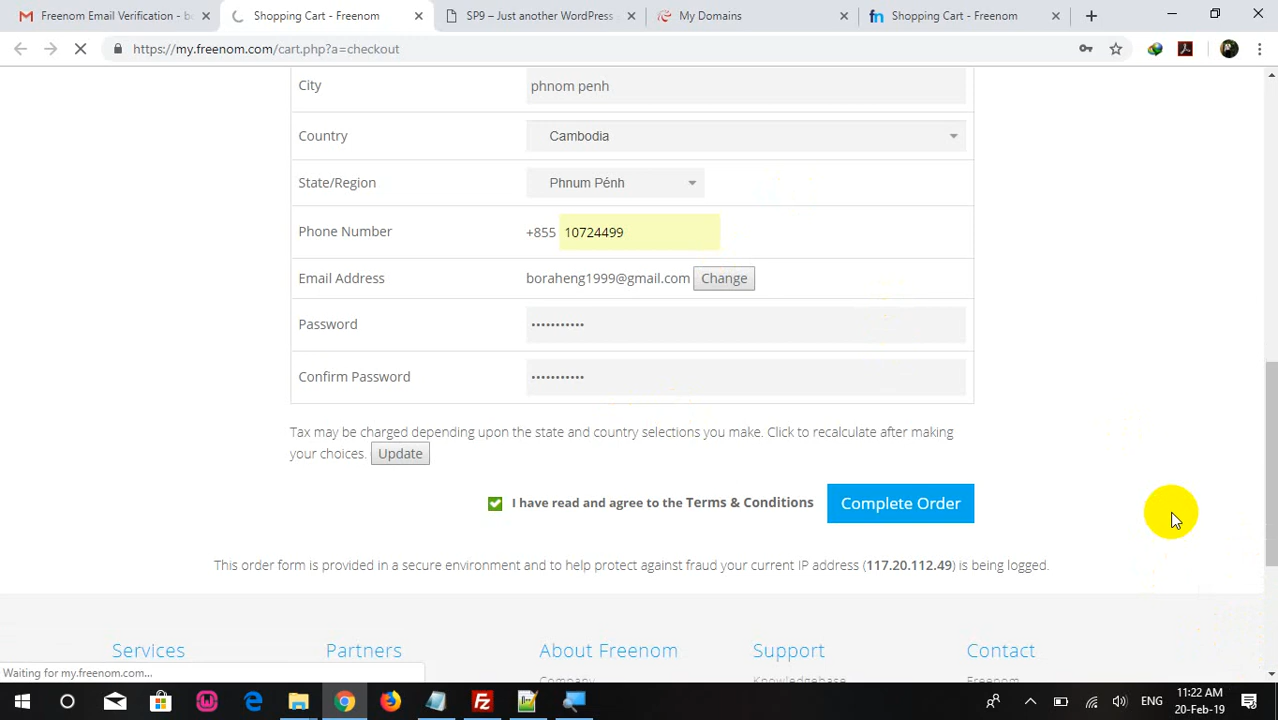 Freenom Email Verification - bo
Shopping Cart - Freenom
SP9 – Just another WordPress
My Domains
fn
Shopping Cart - Freenom
https://my.freenom.com/cart.php?a=checkout
City
phnom penh
Country
Cambodia
State/Region
Phnum Pénh
Phone Number
+855 10724499
Email Address
boraheng1999@gmail.com Change
Password
•••••••••••
Confirm Password
•••••••••••
Tax may be charged depending upon the state and country selections you make. Click to recalculate after making
your choices. Update
I have read and agree to the Terms & Conditions
Complete Order
This order form is provided in a secure environment and to help protect against fraud your current IP address (117.20.112.49) is being logged.
Services
Partners
About Freenom
Support
Contact
Company
Knowledgebase
Freenom
Waiting for my.freenom.com...
ENG
11:22 AM
20-Feb-19